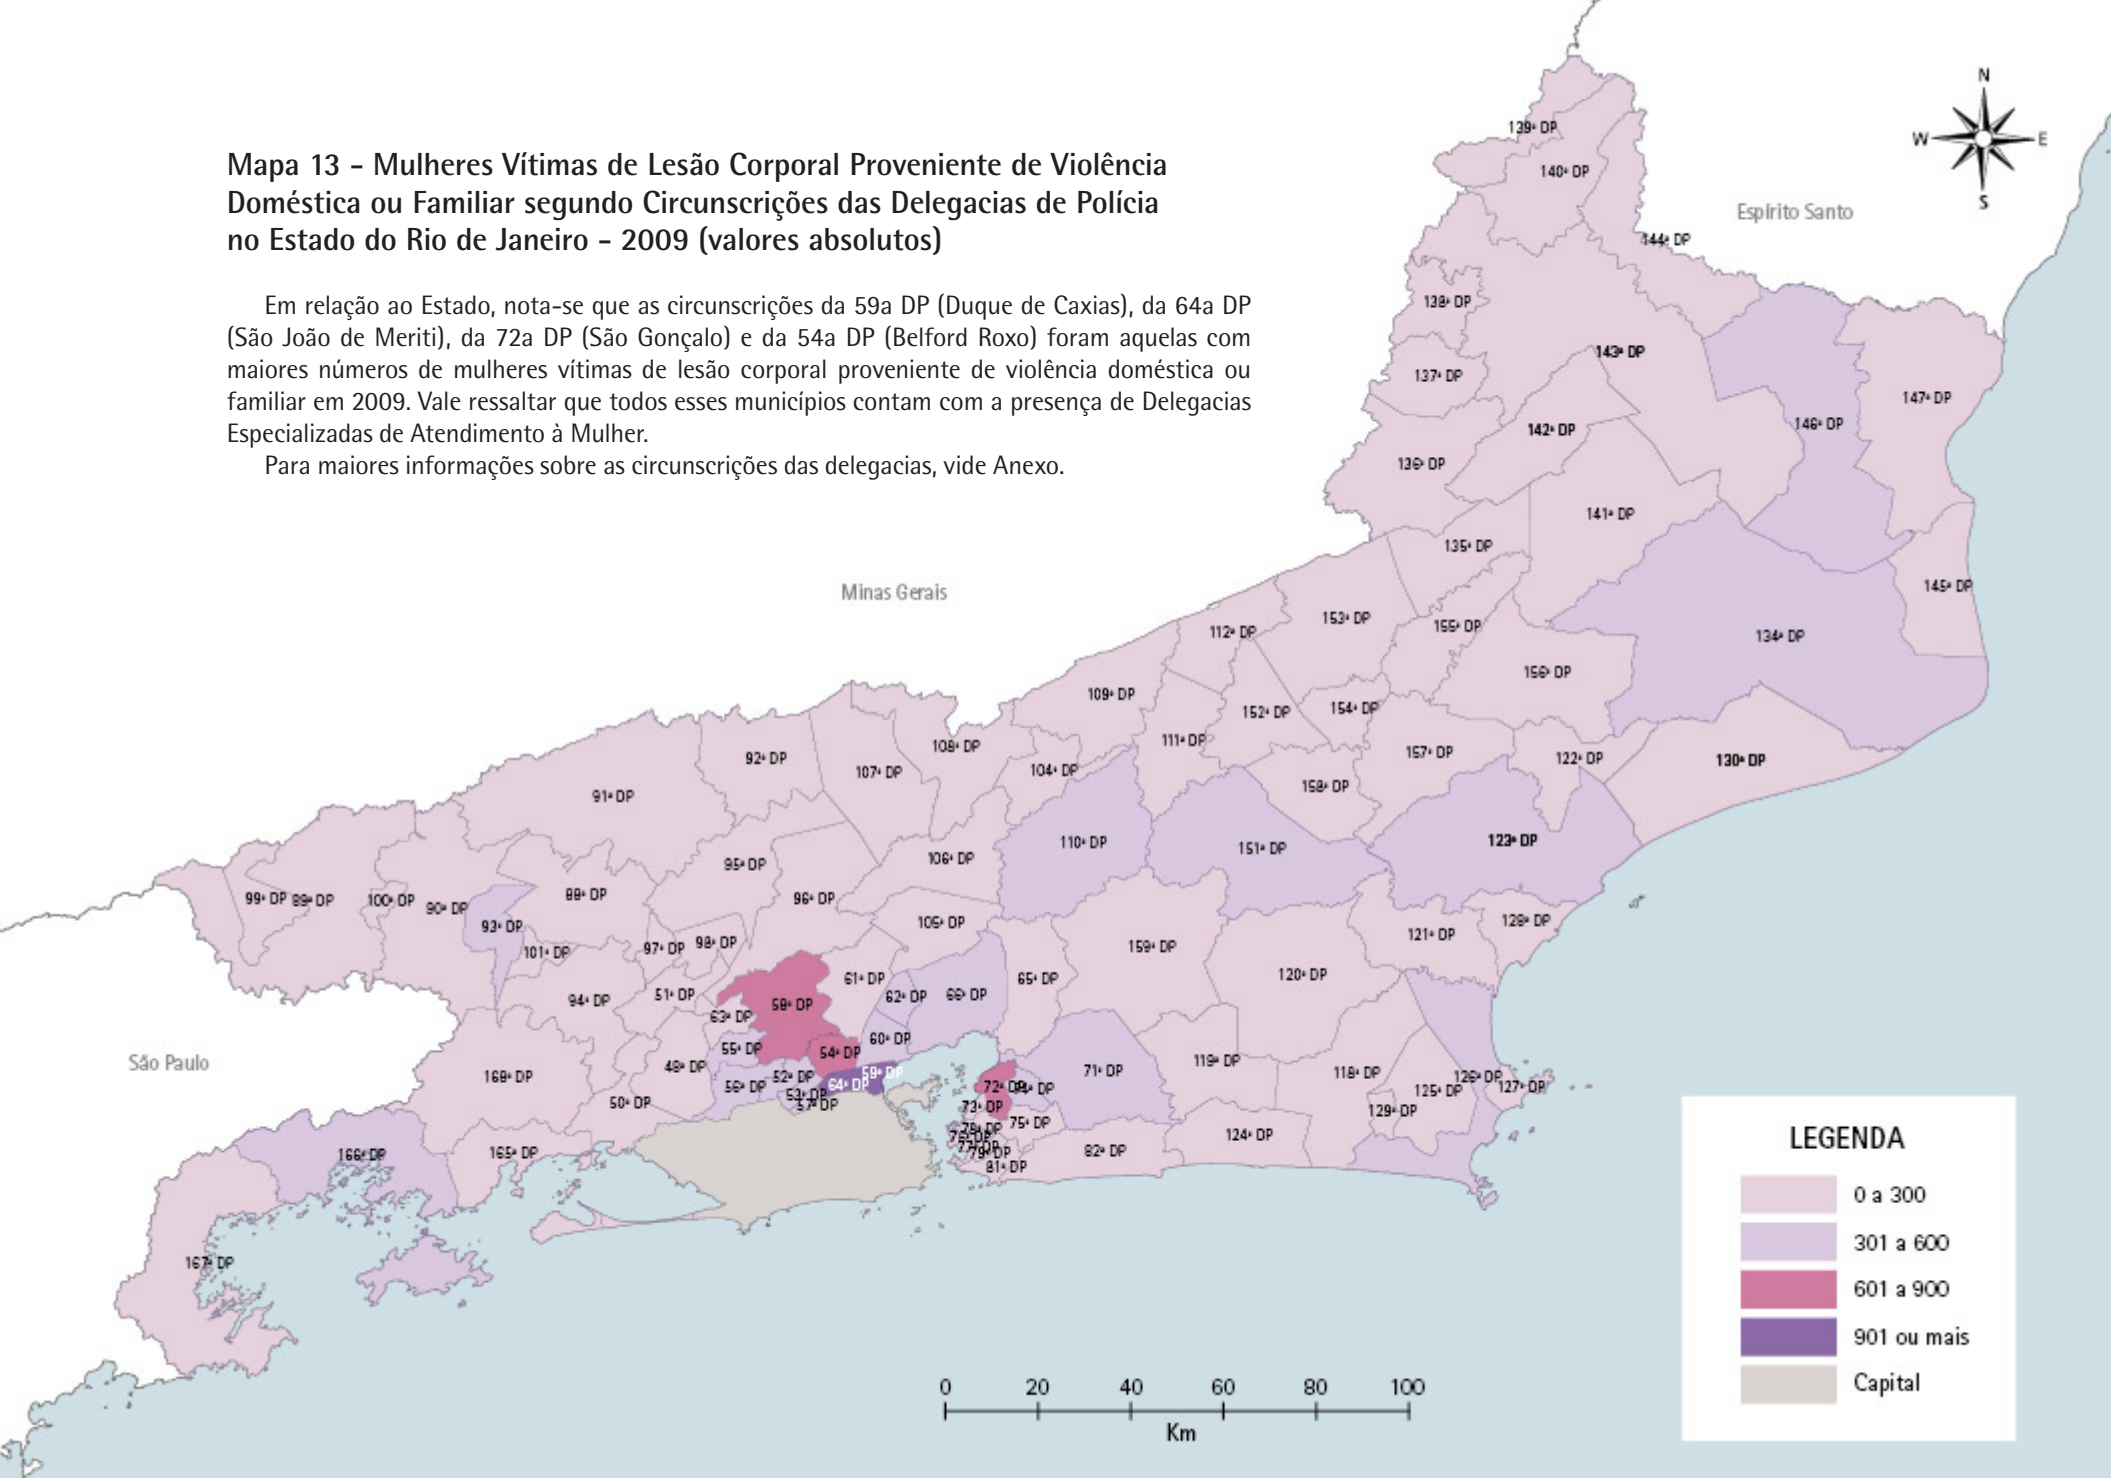 Mapa 13 - Mulheres Vítimas de Lesão Corporal Proveniente de Violência
Doméstica ou Familiar segundo Circunscrições das Delegacias de Polícia
no Estado do Rio de Janeiro - 2009 (valores absolutos)
Em relação ao Estado, nota-se que as circunscrições da 59a DP (Duque de Caxias), da 64a DP
(São João de Meriti), da 72a DP (São Gonçalo) e da 54a DP (Belford Roxo) foram aquelas com
maiores números de mulheres vítimas de lesão corporal proveniente de violência doméstica ou
familiar em 2009. Vale ressaltar que todos esses municípios contam com a presença de Delegacias
Especializadas de Atendimento à Mulher.
Para maiores informações sobre as circunscrições das delegacias, vide Anexo.
N
W
E
S
Espírito Santo
Minas Gerais
São Paulo
139ª DP
140ª DP
144ª DP
138ª DP
143ª DP
137ª DP
147ª DP
146ª DP
142ª DP
136ª DP
141ª DP
135ª DP
145ª DP
153ª DP
155ª DP
112ª DP
134ª DP
156ª DP
109ª DP
152ª DP
154ª DP
111ª DP
108ª DP
157ª DP
122ª DP
130ª DP
92ª DP
107ª DP
104ª DP
158ª DP
91ª DP
110ª DP
151ª DP
123ª DP
106ª DP
95ª DP
99ª DP
89ª DP
100ª DP
90ª DP
88ª DP
96ª DP
93ª DP
105ª DP
128ª DP
121ª DP
101ª DP
97ª DP
98ª DP
159ª DP
120ª DP
61ª DP
65ª DP
94ª DP
51ª DP
58ª DP
62ª DP
66ª DP
63ª DP
60ª DP
55ª DP
54ª DP
48ª DP
168ª DP
56ª DP
52ª DP
53ª DP
57ª DP
64ª DP
59ª DP
50ª DP
71ª DP
119ª DP
118ª DP
125ª DP
126ª DP
127ª DP
129ª DP
72ª DP
74ª DP
73ª DP
75ª DP
78ª DP
77ª DP
79ª DP
81ª DP
82ª DP
124ª DP
166ª DP
165ª DP
167ª DP
LEGENDA
0 a 300
301 a 600
601 a 900
901 ou mais
Capital
0 20 40 60 80 100
Km